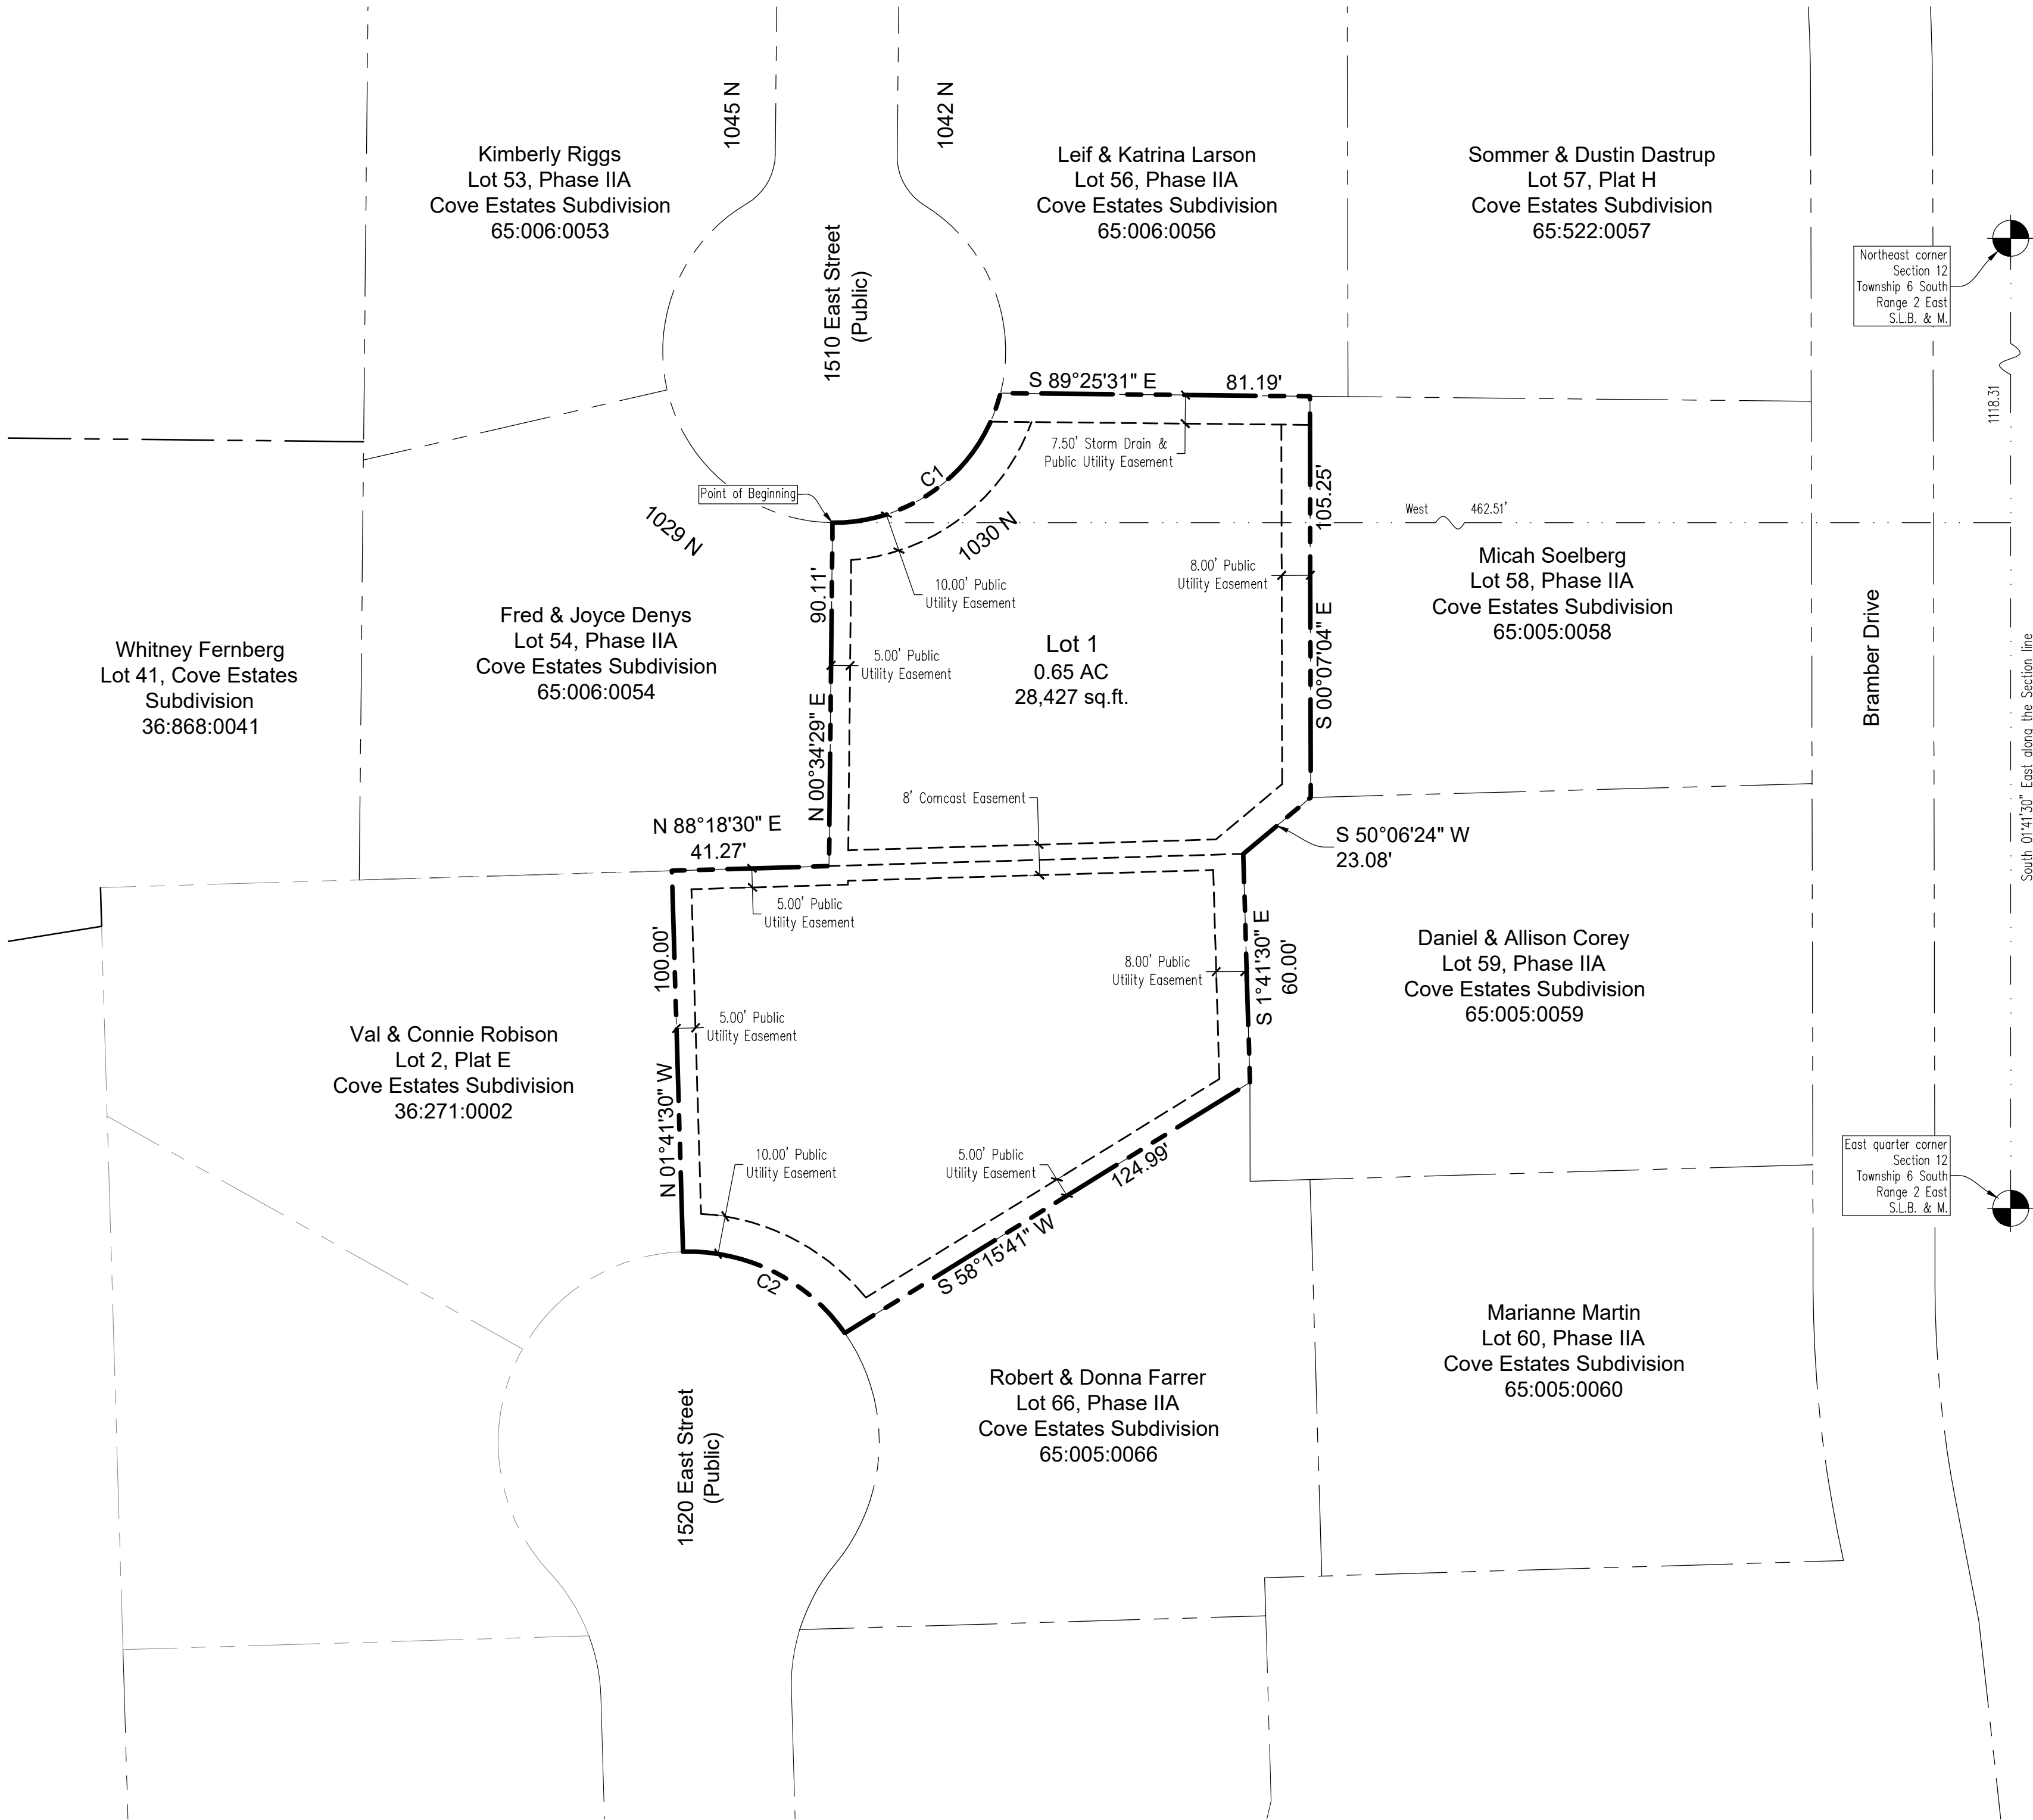 1045 N
1042 N
Kimberly Riggs
Lot 53, Phase IIA
Cove Estates Subdivision
65:006:0053
Leif & Katrina Larson
Lot 56, Phase IIA
Cove Estates Subdivision
65:006:0056
Sommer & Dustin Dastrup
Lot 57, Plat H
Cove Estates Subdivision
65:522:0057
Northeast corner
Section 12
Township 6 South
Range 2 East
S.L.B. & M.
1510 East Street
(Public)
1118.31
S 89°25'31" E
81.19'
7.50' Storm Drain &
Public Utility Easement
C1
Point of Beginning
105.25'
West
462.51'
1029 N
1030 N
10.00' Public
Utility Easement
8.00' Public
Utility Easement
Micah Soelberg
Lot 58, Phase IIA
Cove Estates Subdivision
65:005:0058
90.11'
Fred & Joyce Denys
Lot 54, Phase IIA
Cove Estates Subdivision
65:006:0054
Whitney Fernberg
Lot 41, Cove Estates
Subdivision
36:868:0041
5.00' Public
Utility Easement
Lot 1
0.65 AC
28,427 sq.ft.
S 00°07'04" E
Bramber Drive
South 01°41'30" East along the Section line
N 00°34'29" E
8' Comcast Easement
N 88°18'30" E
41.27'
S 50°06'24" W
23.08'
5.00' Public
Utility Easement
100.00'
8.00' Public
Utility Easement
S 1°41'30" E
60.00'
Daniel & Allison Corey
Lot 59, Phase IIA
Cove Estates Subdivision
65:005:0059
5.00' Public
Utility Easement
Val & Connie Robison
Lot 2, Plat E
Cove Estates Subdivision
36:271:0002
N 01°41'30" W
10.00' Public
Utility Easement
5.00' Public
Utility Easement
124.99'
S 58°15'41" W
East quarter corner
Section 12
Township 6 South
Range 2 East
S.L.B. & M.
C2
Marianne Martin
Lot 60, Phase IIA
Cove Estates Subdivision
65:005:0060
Robert & Donna Farrer
Lot 66, Phase IIA
Cove Estates Subdivision
65:005:0066
1520 East Street
(Public)